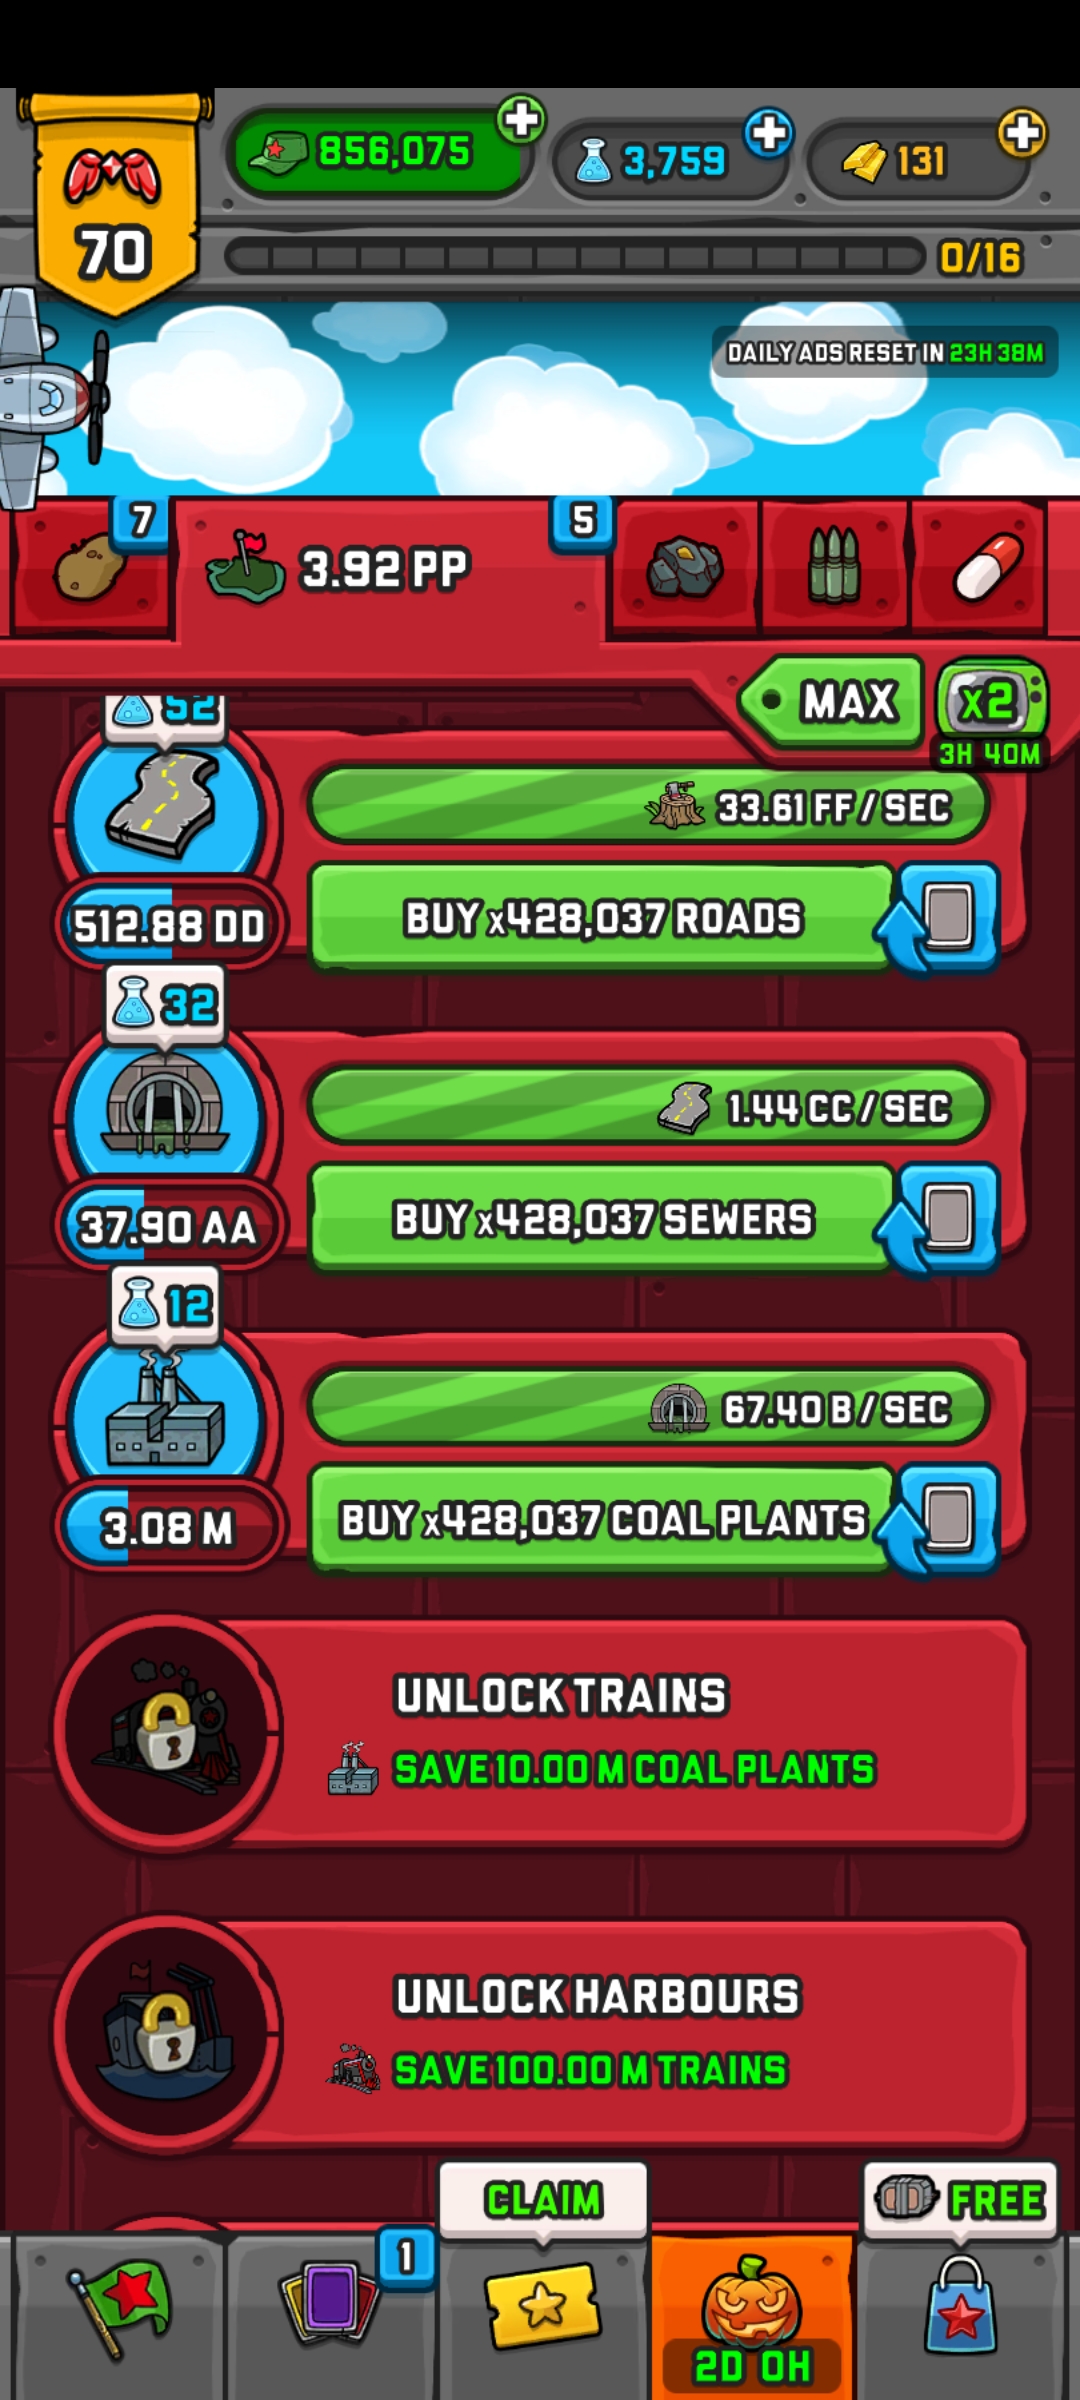 856,075
3,759
131
70
0/16
DAILY ADS RESET IN 23H 38M
7
3.92 PP
5
MAX
x2
3H 40M
52
33.61 FF / SEC
512.88 DD
BUY x428,037 ROADS
32
1.44 CC / SEC
37.90 AA
BUY x428,037 SEWERS
12
67.40 B / SEC
3.08 M
BUY x428,037 COAL PLANTS
UNLOCK TRAINS
SAVE 10.00 M COAL PLANTS
UNLOCK HARBOURS
SAVE 100.00 M TRAINS
CLAIM
FREE
1
2D 0H